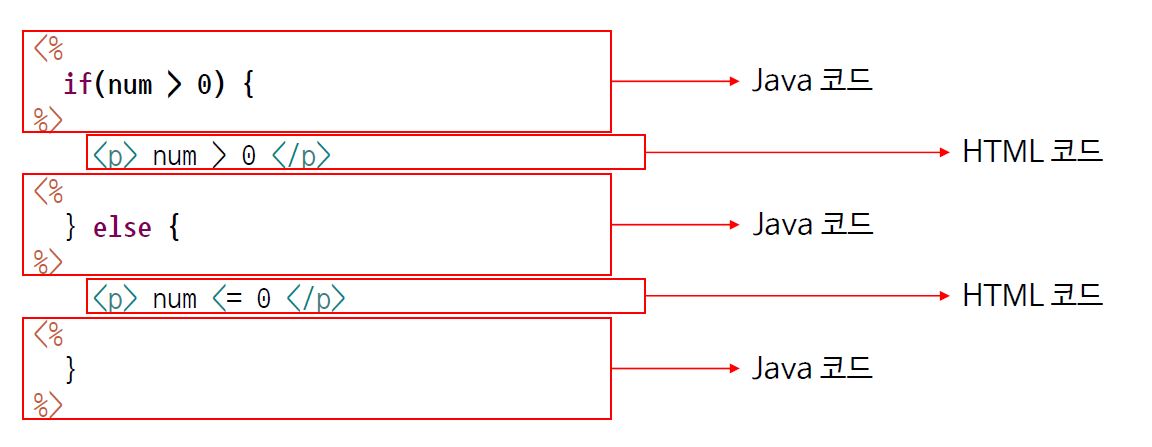 <%
if(num > 0) {
%>
Java 코드
<p> num > 0 </p>
HTML 코드
<%
} else {
%>
Java 코드
<p> num <= 0 </p>
HTML 코드
<%
}
%>
Java 코드